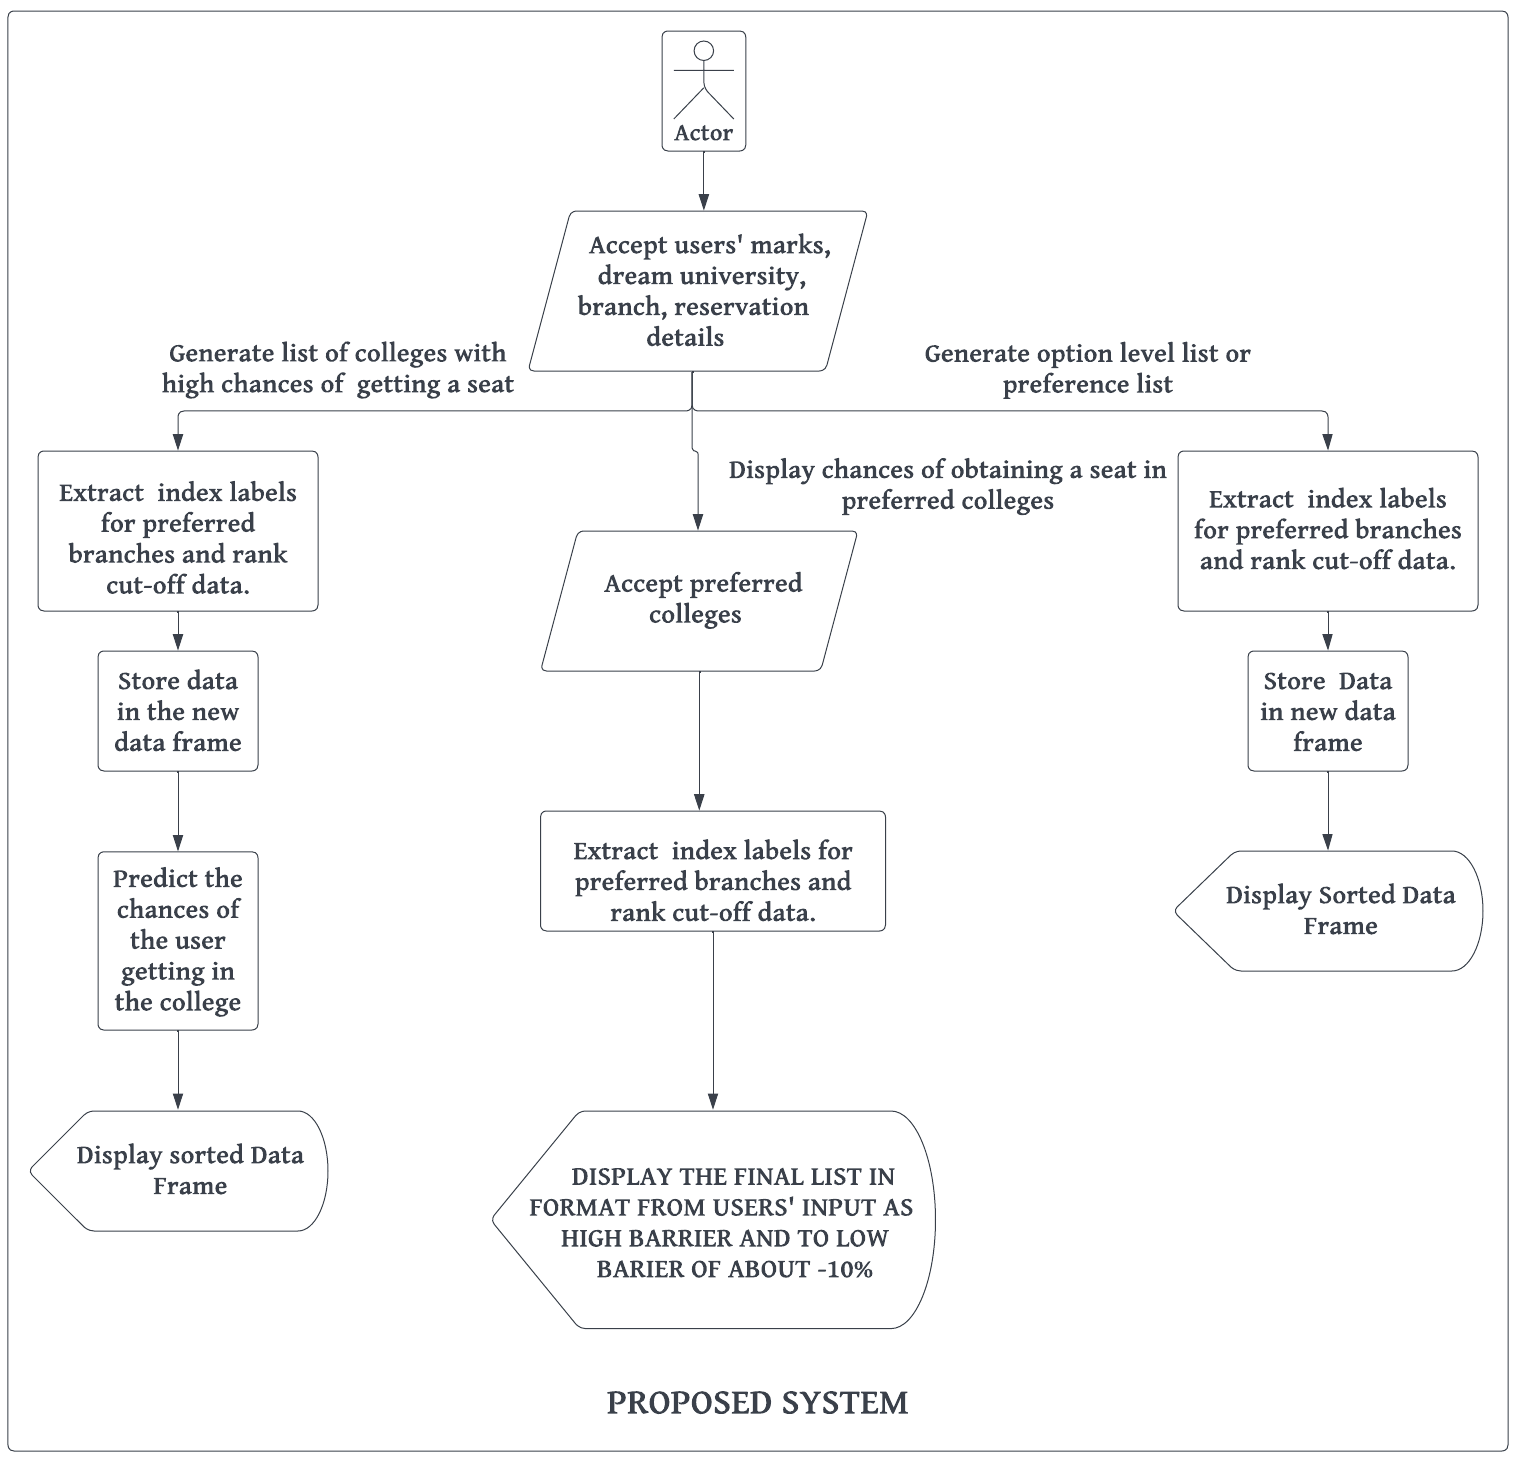 Actor
Accept users' marks,
dream university,
branch, reservation
details
Generate list of colleges with
high chances of  getting a seat
Generate option level list or
preference list
Display chances of obtaining a seat in
preferred colleges
Extract  index labels
for preferred
branches and rank
cut-off data.
Store data
in the new
data frame
Predict the
chances of
the user
getting in
the college
Display sorted Data
Frame
Accept preferred
colleges
Extract  index labels for
preferred branches and
rank cut-off data.
DISPLAY THE FINAL LIST IN
FORMAT FROM USERS' INPUT AS
HIGH BARRIER AND TO LOW
BARIER OF ABOUT -10%
Extract  index labels
for preferred branches
and rank cut-off data.
Store  Data
in new data
frame
Display Sorted Data
Frame
PROPOSED SYSTEM